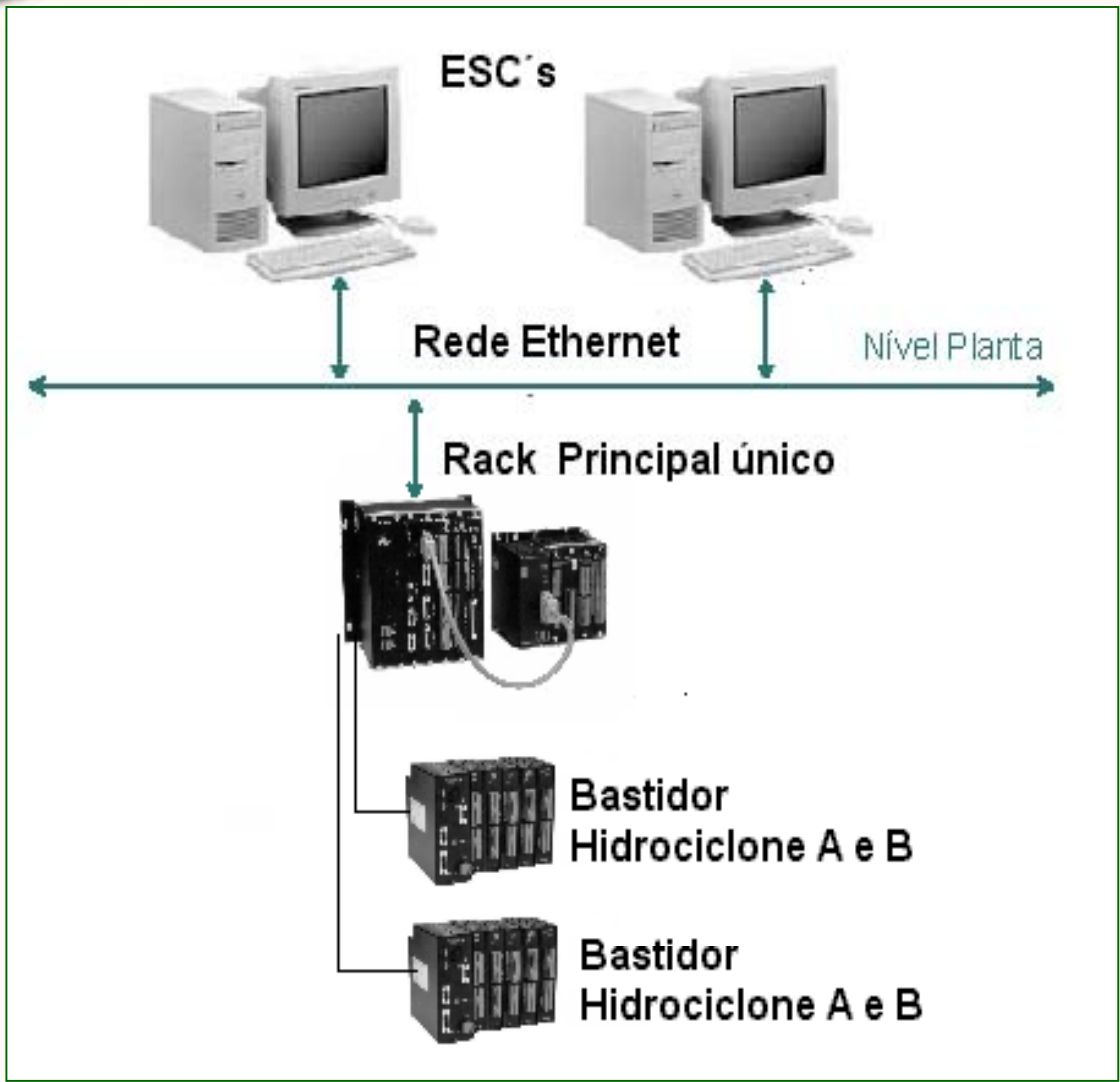 ESC´s
Rede Ethernet
Nível Planta
Rack Principal único
Bastidor
Hidrociclone A e B
Bastidor
Hidrociclone A e B